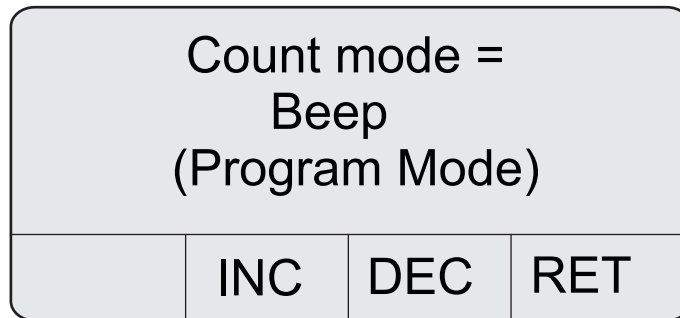 Count mode =
Beep
(Program Mode)
INC DEC RET